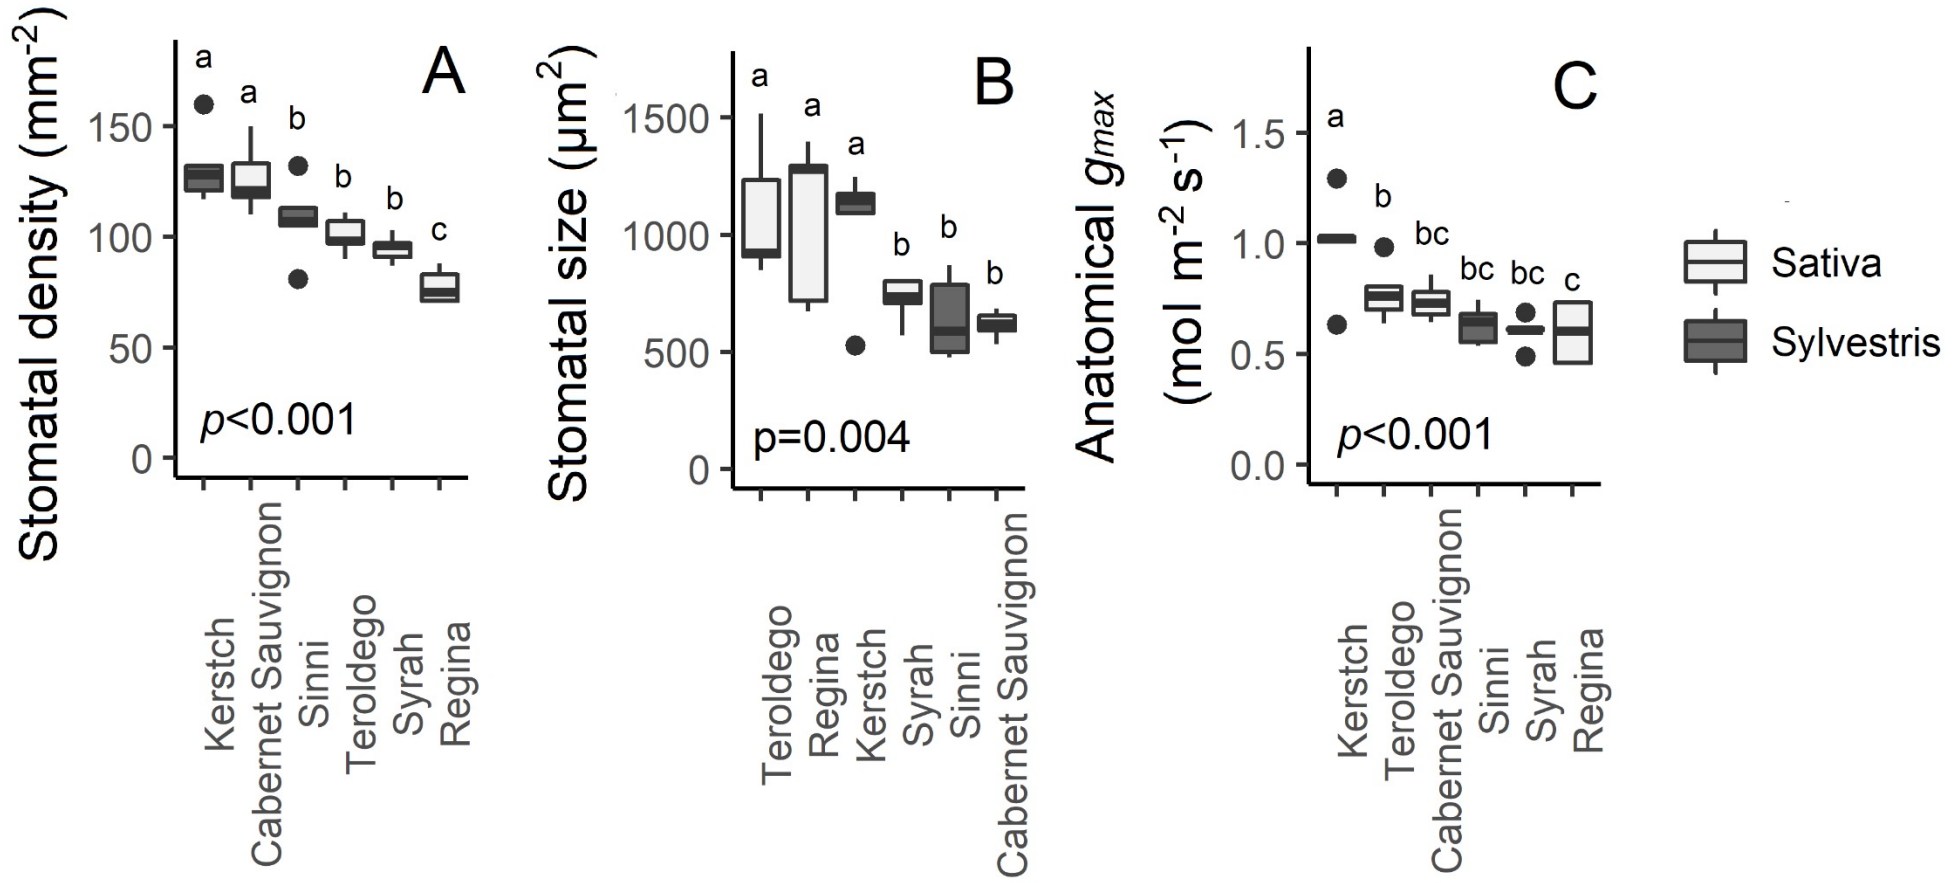 Stomatal density (mm⁻²)
A
150
100
50
0
a
a
b
b
b
c
p<0.001
Kerstch
Cabernet Sauvignon
Sinni
Teroldego
Syrah
Regina
Stomatal size (µm²)
B
1500
1000
500
0
a
a
a
b
b
b
p=0.004
Teroldego
Regina
Kerstch
Syrah
Sinni
Cabernet Sauvignon
Anatomical gmax
(mol m⁻² s⁻¹)
C
1.5
1.0
0.5
0.0
a
b
bc
bc
bc
c
p<0.001
Kerstch
Teroldego
Cabernet Sauvignon
Sinni
Syrah
Regina
Sativa
Sylvestris